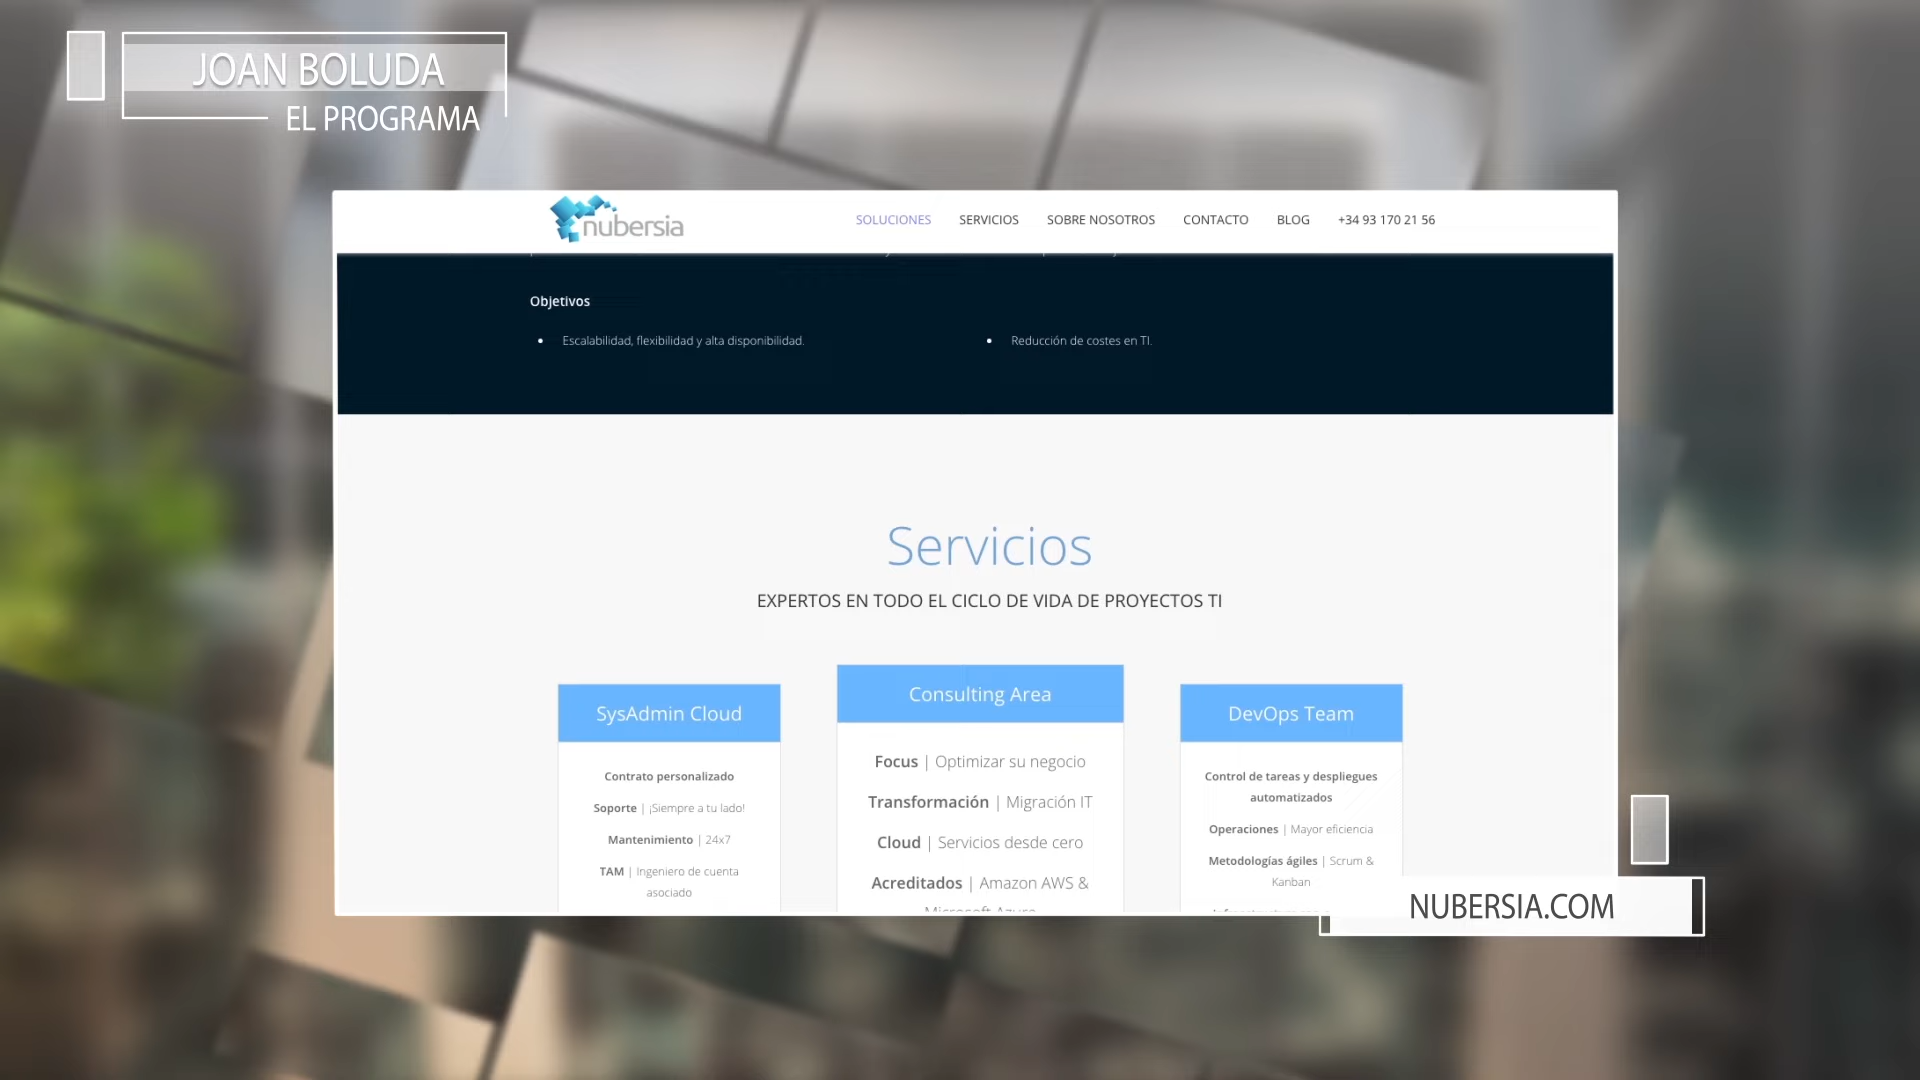 JOAN BOLUDA
EL PROGRAMA
nubersia
SOLUCIONES SERVICIOS SOBRE NOSOTROS CONTACTO BLOG +34 93 170 21 56
Objetivos
• Escalabilidad, flexibilidad y alta disponibilidad.
• Reducción de costes en TI.
Servicios
EXPERTOS EN TODO EL CICLO DE VIDA DE PROYECTOS TI
SysAdmin Cloud
Contrato personalizado
Soporte | ¡Siempre a tu lado!
Mantenimiento | 24x7
TAM | Ingeniero de cuenta
asociado
Consulting Area
Focus | Optimizar su negocio
Transformación | Migración IT
Cloud | Servicios desde cero
Acreditados | Amazon AWS &
Microsoft Azure
DevOps Team
Control de tareas y despliegues
automatizados
Operaciones | Mayor eficiencia
Metodologías ágiles | Scrum &
Kanban
NUBERSIA.COM